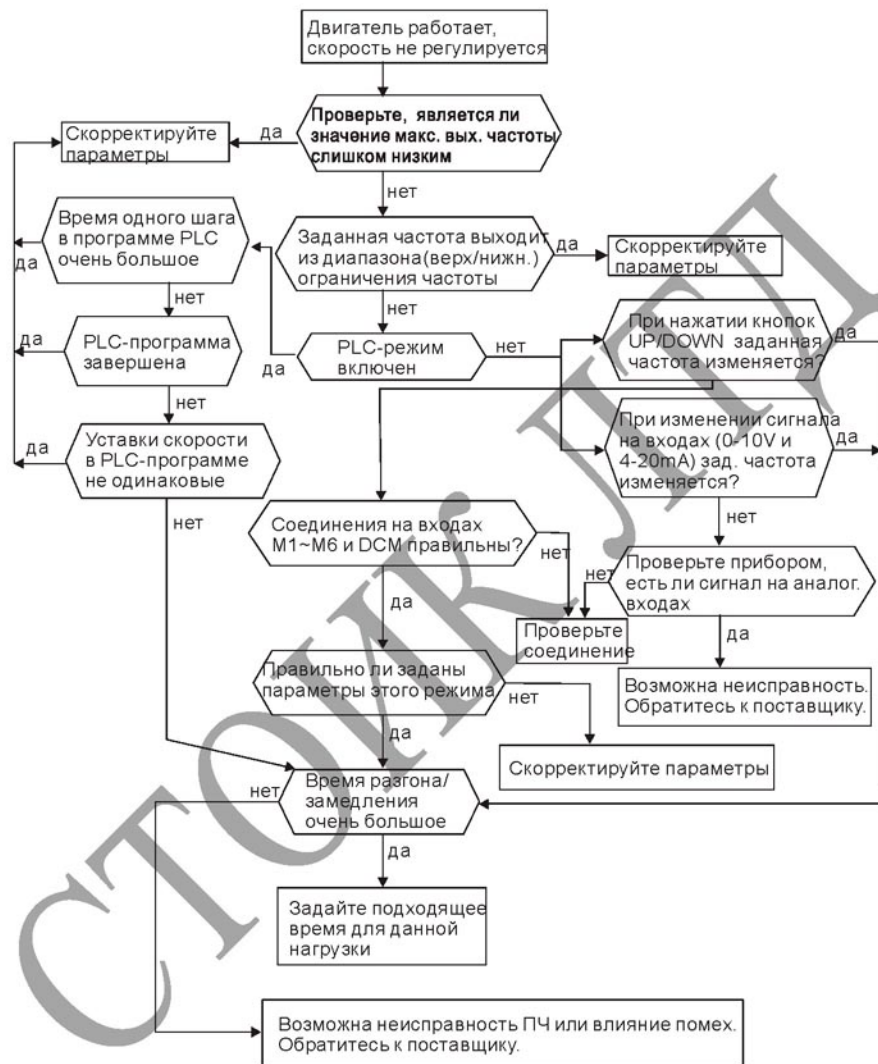 Двигатель работает,
скорость не регулируется
Проверьте, является ли
значение макс. вых. частоты
слишком низким
да
Скорректируйте
параметры
нет
Время одного шага
в программе PLC
очень большое
да
нет
Заданная частота выходит
из диапазона(верх/нижн.)
ограничения частоты
да
Скорректируйте
параметры
нет
PLC-программа
завершена
да
нет
PLC-режим
включен
да
нет
При нажатии кнопок
UP/DOWN заданная
частота изменяется?
да
Уставки скорости
в PLC-программе
не одинаковые
да
нет
При изменении сигнала
на входах (0-10V и
4-20mA) зад. частота
изменяется?
да
нет
Соединения на входах
M1~M6 и DCM правильны?
нет
да
Проверьте прибором,
есть ли сигнал на аналог.
входах
нет
да
Проверьте
соединение
Возможна неисправность.
Обратитесь к поставщику.
Правильно ли заданы
параметры этого режима
нет
да
Скорректируйте параметры
Время разгона/
замедления
очень большое
нет
да
Задайте подходящее
время для данной
нагрузки
Возможна неисправность ПЧ или влияние помех.
Обратитесь к поставщику.
СТОИК ЛТД